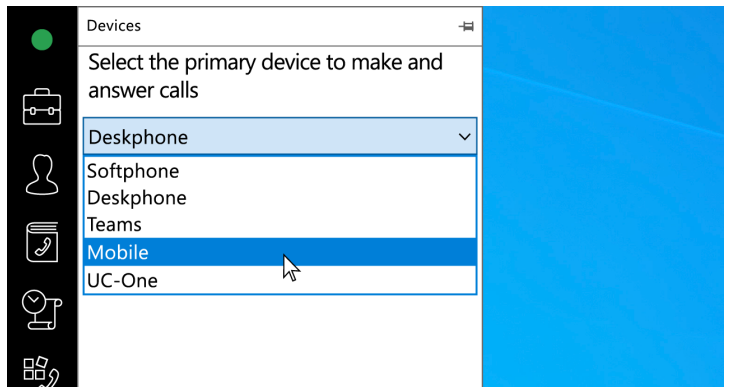 Devices
Select the primary device to make and
answer calls
Deskphone
Softphone
Deskphone
Teams
Mobile
UC-One